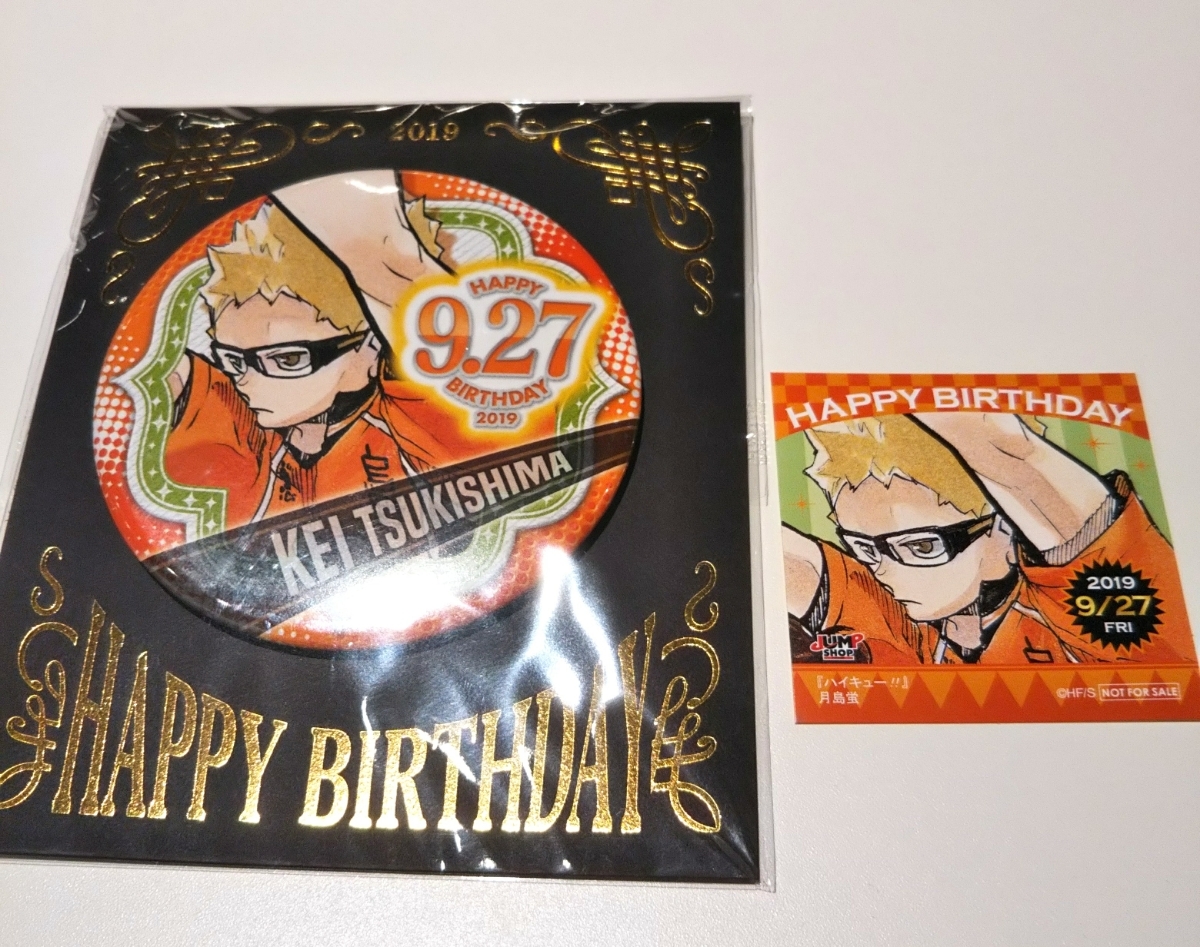 2019
HAPPY
9.27
BIRTHDAY
2019
KEI TSUKISHIMA
HAPPY BIRTHDAY
HAPPY BIRTHDAY
2019
9/27
FRI
JUMP
SHOP
『ハイキュー!!』
月島蛍
©HF/S NOT FOR SALE